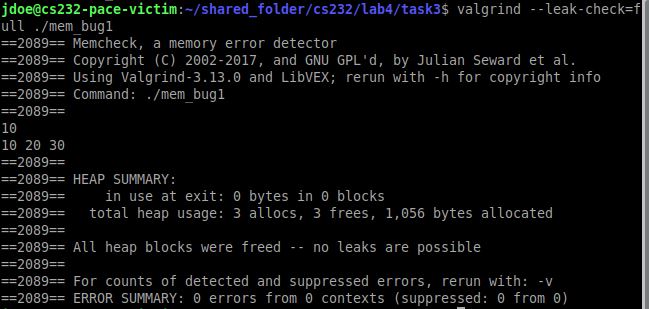 jdoe@cs232-pace-victim:~/shared_folder/cs232/lab4/task3$ valgrind --leak-check=f
ull ./mem_bug1
==2089== Memcheck, a memory error detector
==2089== Copyright (C) 2002-2017, and GNU GPL'd, by Julian Seward et al.
==2089== Using Valgrind-3.13.0 and LibVEX; rerun with -h for copyright info
==2089== Command: ./mem_bug1
==2089==
10
10 20 30
==2089==
==2089== HEAP SUMMARY:
==2089==     in use at exit: 0 bytes in 0 blocks
==2089==   total heap usage: 3 allocs, 3 frees, 1,056 bytes allocated
==2089==
==2089== All heap blocks were freed -- no leaks are possible
==2089==
==2089== For counts of detected and suppressed errors, rerun with: -v
==2089== ERROR SUMMARY: 0 errors from 0 contexts (suppressed: 0 from 0)